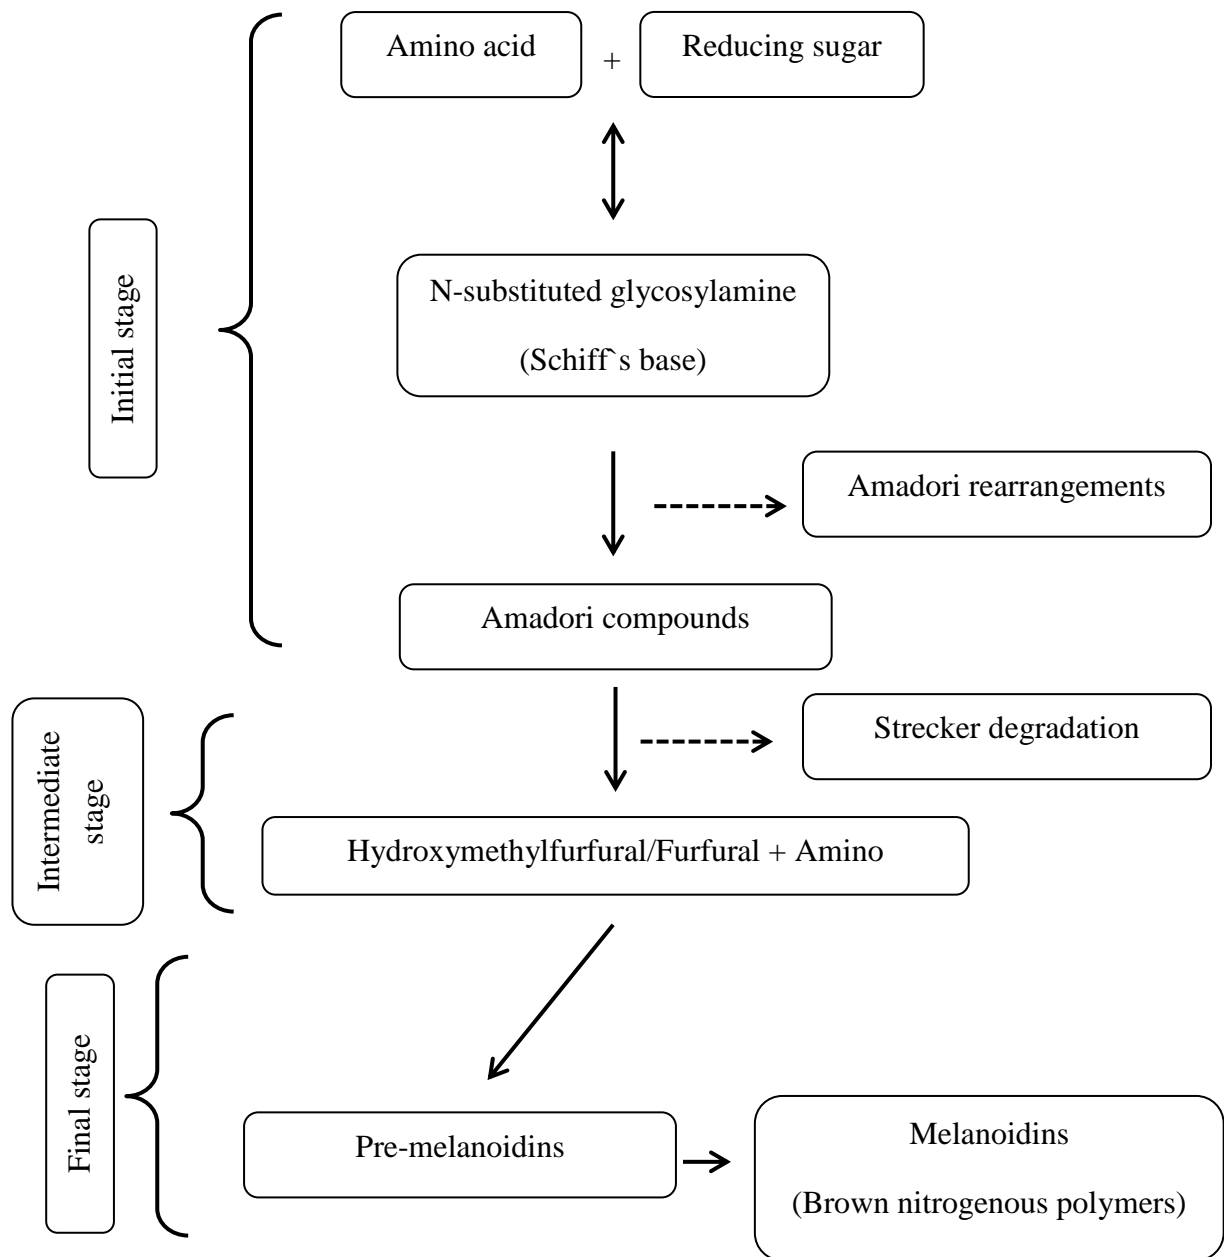 Amino acid
+
Reducing sugar
Initial stage
N-substituted glycosylamine
(Schiff`s base)
Amadori rearrangements
Amadori compounds
Intermediate
stage
Strecker degradation
Hydroxymethylfurfural/Furfural + Amino
Final stage
Pre-melanoidins
Melanoidins
(Brown nitrogenous polymers)